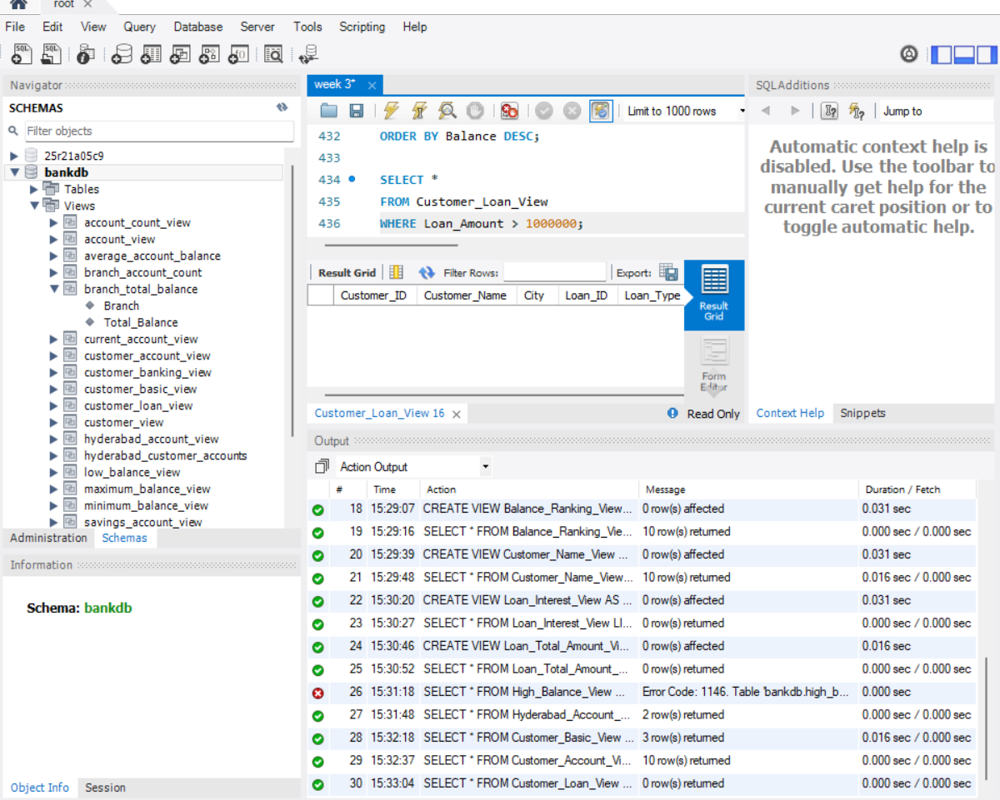 root
File Edit View Query Database Server Tools Scripting Help
Navigator
SCHEMAS
Filter objects
25r21a05c9
bankdb
Tables
Views
account_count_view
account_view
average_account_balance
branch_account_count
branch_total_balance
Branch
Total_Balance
current_account_view
customer_account_view
customer_banking_view
customer_basic_view
customer_loan_view
customer_view
hyderabad_account_view
hyderabad_customer_accounts
low_balance_view
maximum_balance_view
minimum_balance_view
savings_account_view
Administration Schemas
Information
Schema: bankdb
Object Info Session
week 3*
Limit to 1000 rows
432 ORDER BY Balance DESC;
433
434 SELECT *
435 FROM Customer_Loan_View
436 WHERE Loan_Amount > 1000000;
Result Grid Filter Rows: Export:
Customer_ID Customer_Name City Loan_ID Loan_Type
Result
Grid
Form
Editor
Customer_Loan_View 16 Read Only
SQLAdditions
Jump to
Automatic context help is
disabled. Use the toolbar to
manually get help for the
current caret position or to
toggle automatic help.
Context Help Snippets
Output
Action Output
# Time Action Message Duration / Fetch
18 15:29:07 CREATE VIEW Balance_Ranking_View... 0 row(s) affected 0.031 sec
19 15:29:16 SELECT * FROM Balance_Ranking_Vie... 10 row(s) returned 0.000 sec / 0.000 sec
20 15:29:39 CREATE VIEW Customer_Name_View ... 0 row(s) affected 0.031 sec
21 15:29:48 SELECT * FROM Customer_Name_View... 10 row(s) returned 0.016 sec / 0.000 sec
22 15:30:20 CREATE VIEW Loan_Interest_View AS ... 0 row(s) affected 0.031 sec
23 15:30:27 SELECT * FROM Loan_Interest_View LI... 0 row(s) returned 0.000 sec / 0.000 sec
24 15:30:46 CREATE VIEW Loan_Total_Amount_Vi... 0 row(s) affected 0.016 sec
25 15:30:52 SELECT * FROM Loan_Total_Amount_... 0 row(s) returned 0.000 sec / 0.000 sec
26 15:31:18 SELECT * FROM High_Balance_View ... Error Code: 1146. Table 'bankdb.high_b... 0.000 sec
27 15:31:48 SELECT * FROM Hyderabad_Account_... 2 row(s) returned 0.000 sec / 0.000 sec
28 15:32:18 SELECT * FROM Customer_Basic_View ... 3 row(s) returned 0.016 sec / 0.000 sec
29 15:32:37 SELECT * FROM Customer_Account_Vi... 10 row(s) returned 0.000 sec / 0.000 sec
30 15:33:04 SELECT * FROM Customer_Loan_View ... 0 row(s) returned 0.000 sec / 0.000 sec